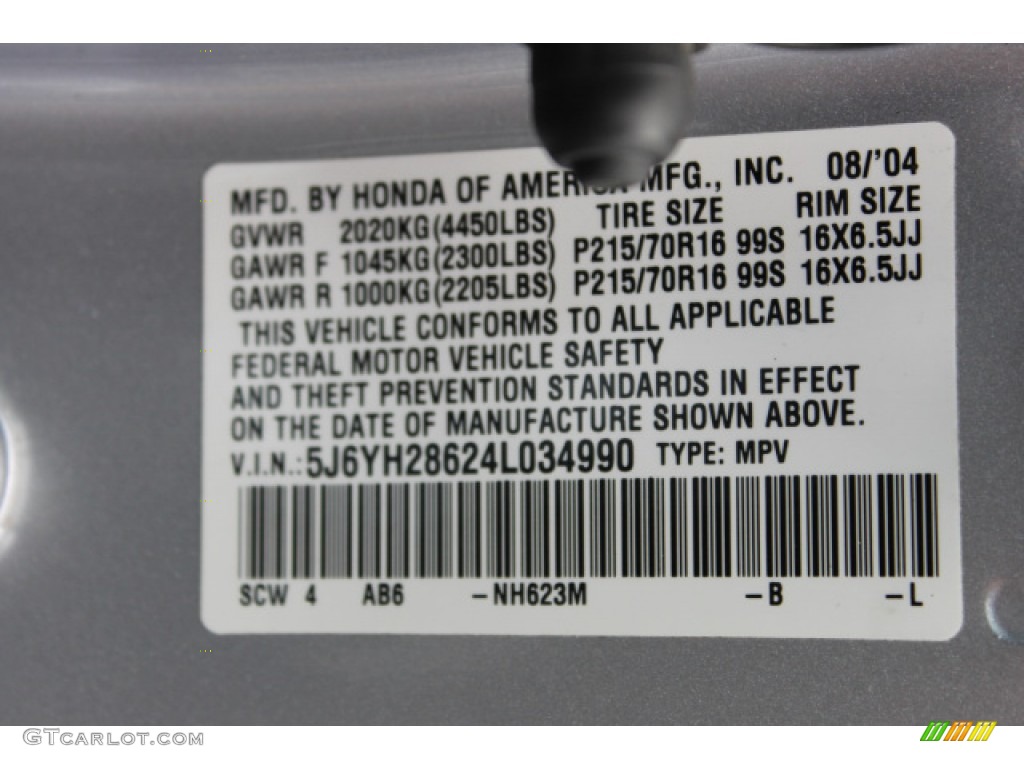 MFD. BY HONDA OF AMERICA MFG., INC. 08/'04
GVWR 2020KG(4450LBS) TIRE SIZE RIM SIZE
GAWR F 1045KG(2300LBS) P215/70R16 99S 16X6.5JJ
GAWR R 1000KG(2205LBS) P215/70R16 99S 16X6.5JJ
THIS VEHICLE CONFORMS TO ALL APPLICABLE
FEDERAL MOTOR VEHICLE SAFETY
AND THEFT PREVENTION STANDARDS IN EFFECT
ON THE DATE OF MANUFACTURE SHOWN ABOVE.
V.I.N.: 5J6YH28624L034990 TYPE: MPV
SCW 4 AB6 -NH623M -B -L
GTCARLOT.COM